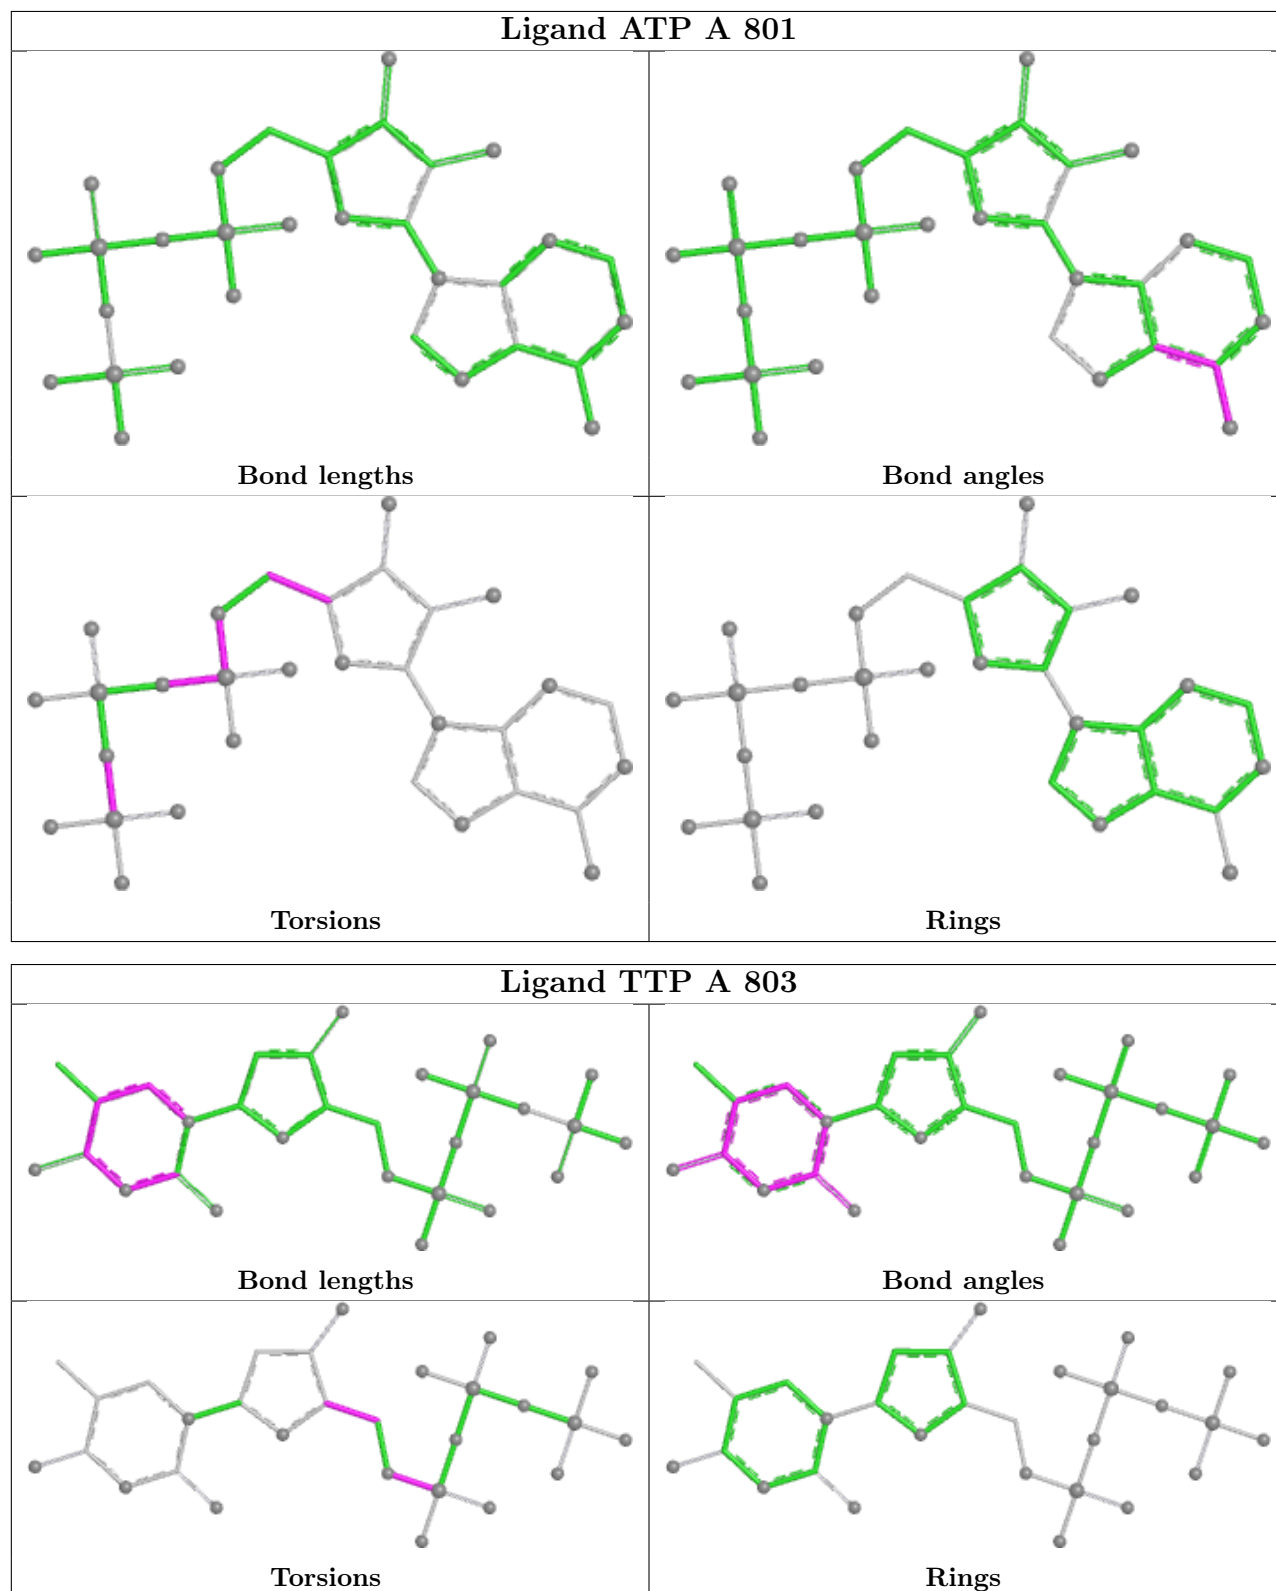 Ligand ATP A 801
Bond lengths
Bond angles
Torsions
Rings
Ligand TTP A 803
Bond lengths
Bond angles
Torsions
Rings